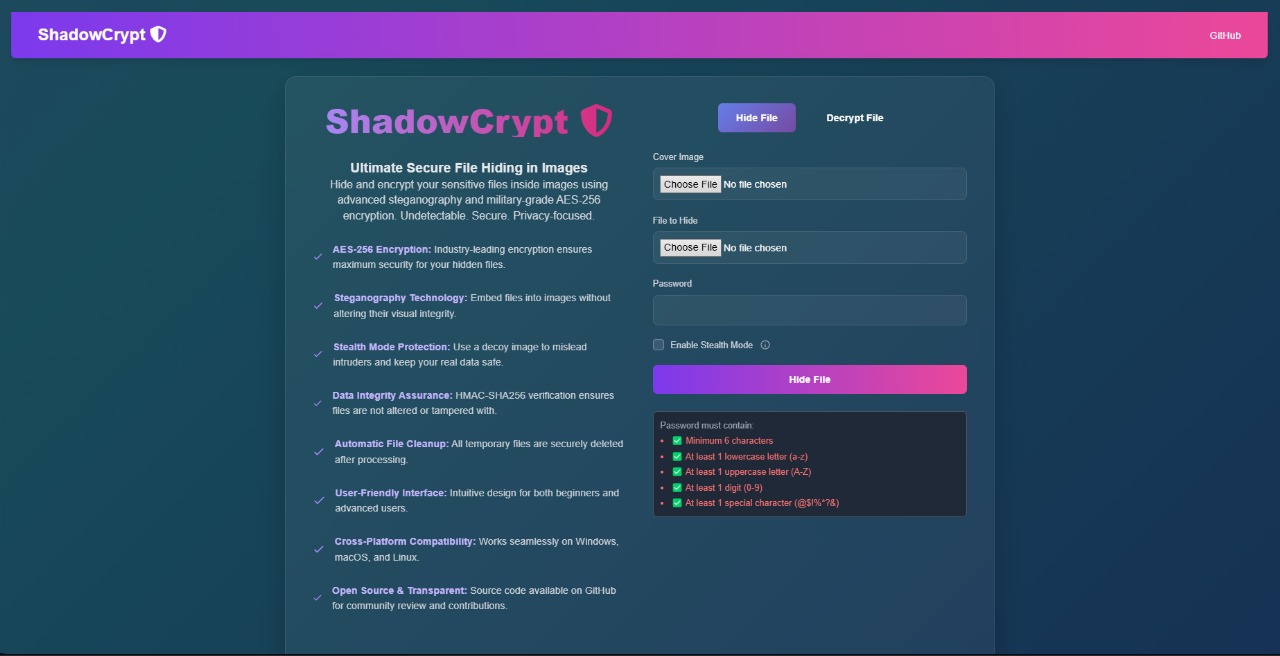 ShadowCrypt
GitHub
ShadowCrypt
Ultimate Secure File Hiding in Images
Hide and encrypt your sensitive files inside images using
advanced steganography and military-grade AES-256
encryption. Undetectable. Secure. Privacy-focused.
AES-256 Encryption: Industry-leading encryption ensures
maximum security for your hidden files.
Steganography Technology: Embed files into images without
altering their visual integrity.
Stealth Mode Protection: Use a decoy image to mislead
intruders and keep your real data safe.
Data Integrity Assurance: HMAC-SHA256 verification ensures
files are not altered or tampered with.
Automatic File Cleanup: All temporary files are securely deleted
after processing.
User-Friendly Interface: Intuitive design for both beginners and
advanced users.
Cross-Platform Compatibility: Works seamlessly on Windows,
macOS, and Linux.
Open Source & Transparent: Source code available on GitHub
for community review and contributions.
Hide File
Decrypt File
Cover Image
Choose File No file chosen
File to Hide
Choose File No file chosen
Password
Enable Stealth Mode
Hide File
Password must contain:
• ✅ Minimum 6 characters
• ✅ At least 1 lowercase letter (a-z)
• ✅ At least 1 uppercase letter (A-Z)
• ✅ At least 1 digit (0-9)
• ✅ At least 1 special character (@$!%*?&)